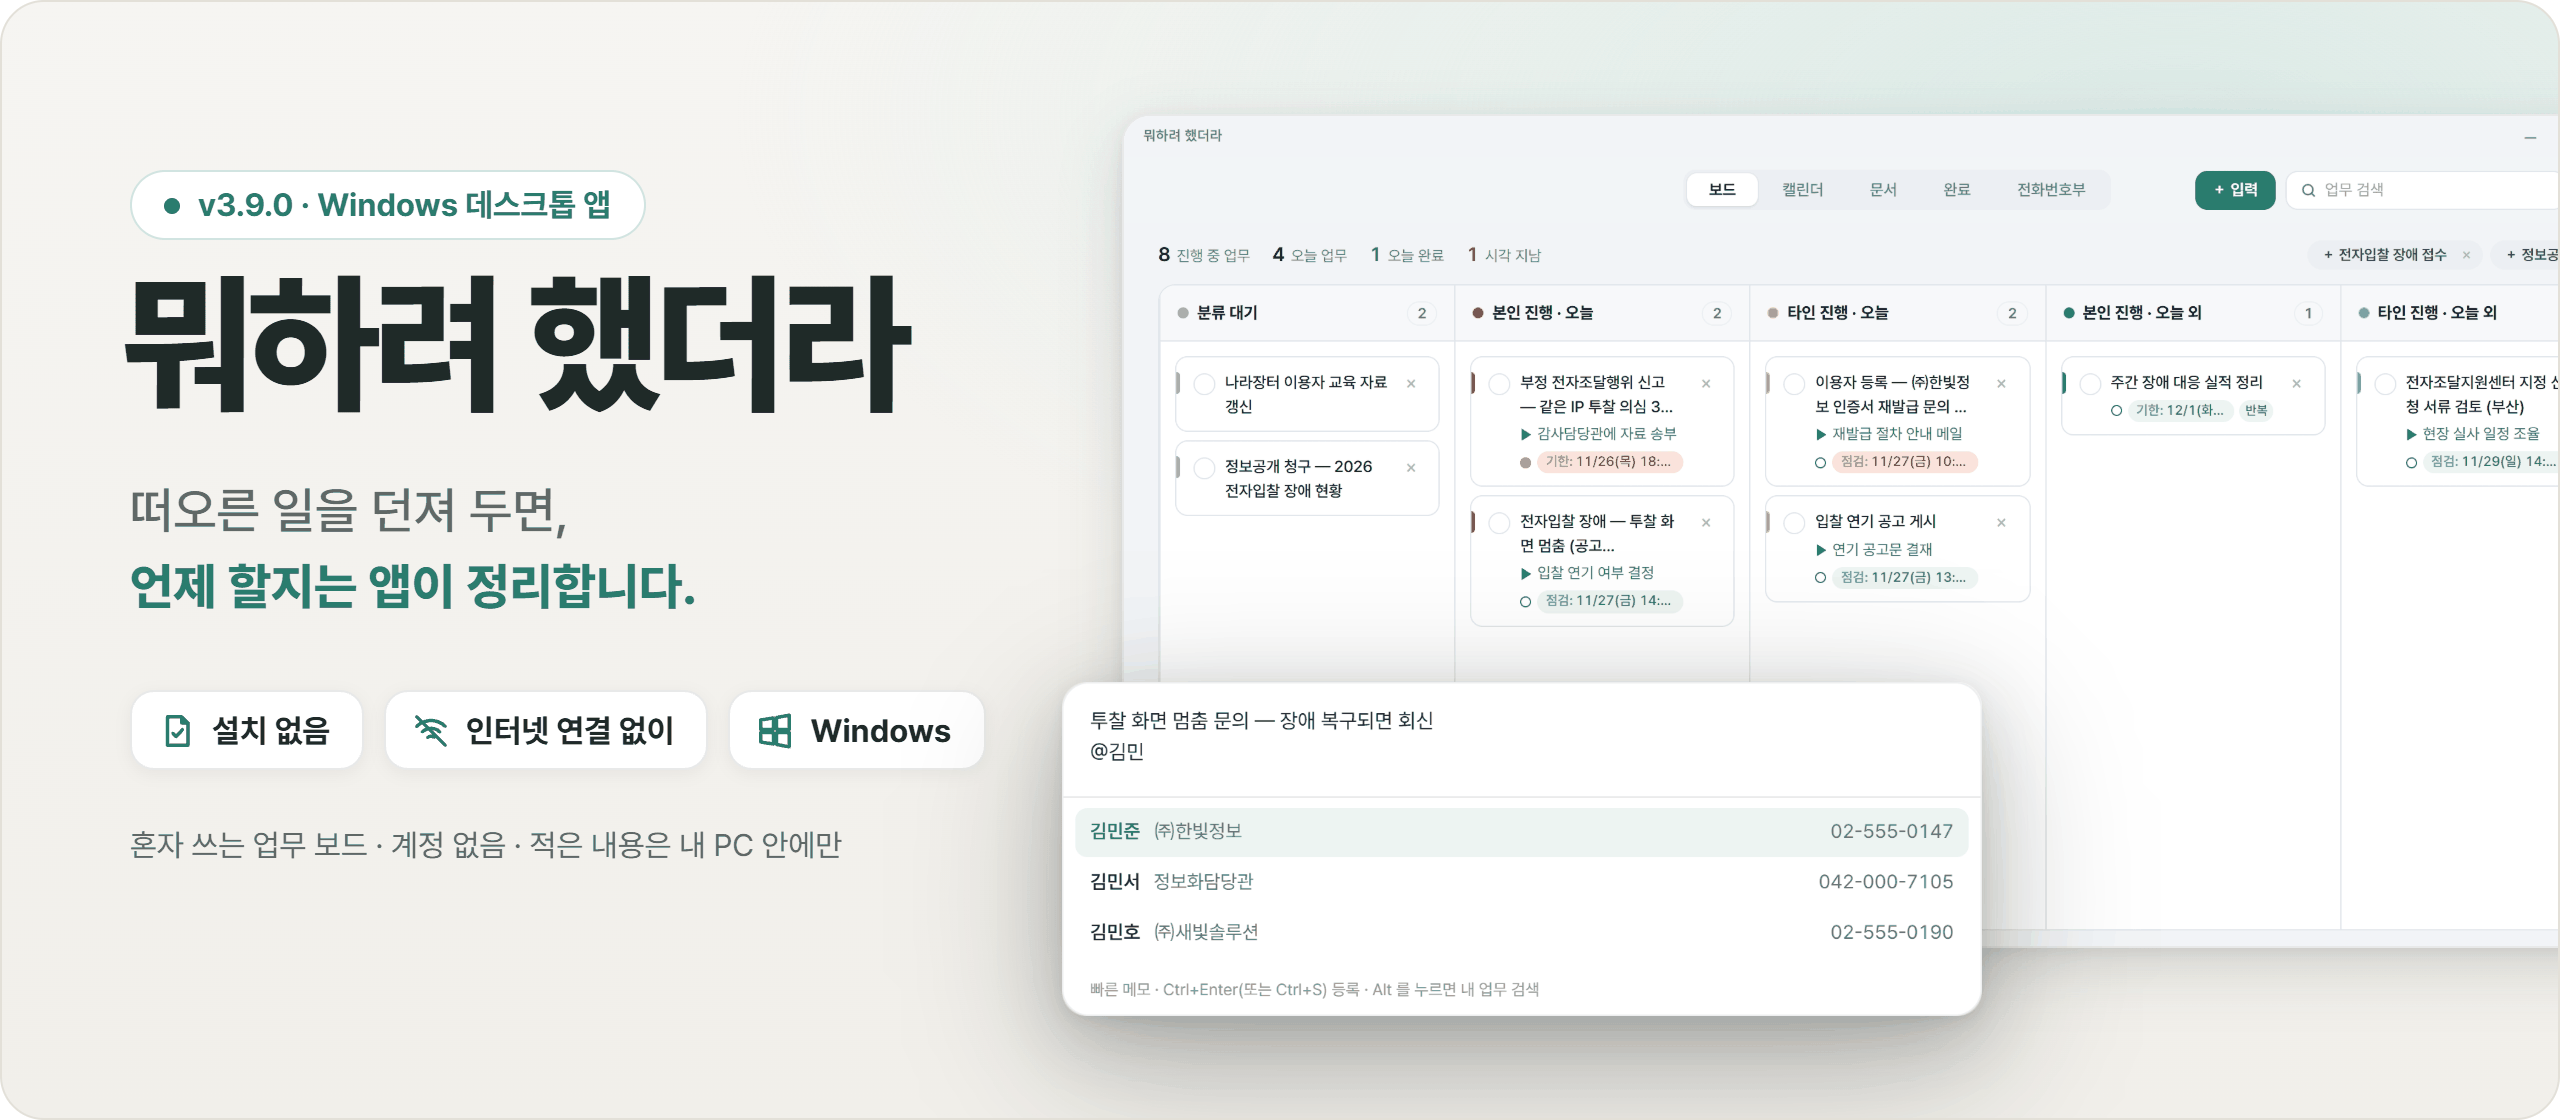 v3.9.0 · Windows 데스크톱 앱
뭐하려 했더라
떠오른 일을 던져 두면,
언제 할지는 앱이 정리합니다.
설치 없음
인터넷 연결 없이
Windows
혼자 쓰는 업무 보드 · 계정 없음 · 적은 내용은 내 PC 안에만
뭐하려 했더라
보드 캘린더 문서 완료 전화번호부
+ 입력
업무 검색
8 진행 중 업무 4 오늘 업무 1 오늘 완료 1 시각 지남
+ 전자입찰 장애 접수 ×
+ 정보공
분류 대기 2
나라장터 이용자 교육 자료 ×
갱신
정보공개 청구 — 2026 ×
전자입찰 장애 현황
본인 진행 · 오늘 2
부정 전자조달행위 신고 ×
— 같은 IP 투찰 의심 3...
▶ 감사담당관에 자료 송부
기한: 11/26(목) 18:...
전자입찰 장애 — 투찰 화 ×
면 멈춤 (공고...
▶ 입찰 연기 여부 결정
점검: 11/27(금) 14:...
타인 진행 · 오늘 2
이용자 등록 — ㈜한빛정 ×
보 인증서 재발급 문의 ...
▶ 재발급 절차 안내 메일
점검: 11/27(금) 10:...
입찰 연기 공고 게시 ×
▶ 연기 공고문 결재
점검: 11/27(금) 13:...
본인 진행 · 오늘 외 1
주간 장애 대응 실적 정리 ×
기한: 12/1(화... 반복
타인 진행 · 오늘 외
전자조달지원센터 지정 신
청 서류 검토 (부산)
▶ 현장 실사 일정 조율
점검: 11/29(일) 14:...
투찰 화면 멈춤 문의 — 장애 복구되면 회신
@김민
김민준 ㈜한빛정보 02-555-0147
김민서 정보화담당관 042-000-7105
김민호 ㈜새빛솔루션 02-555-0190
빠른 메모 · Ctrl+Enter(또는 Ctrl+S) 등록 · Alt 를 누르면 내 업무 검색